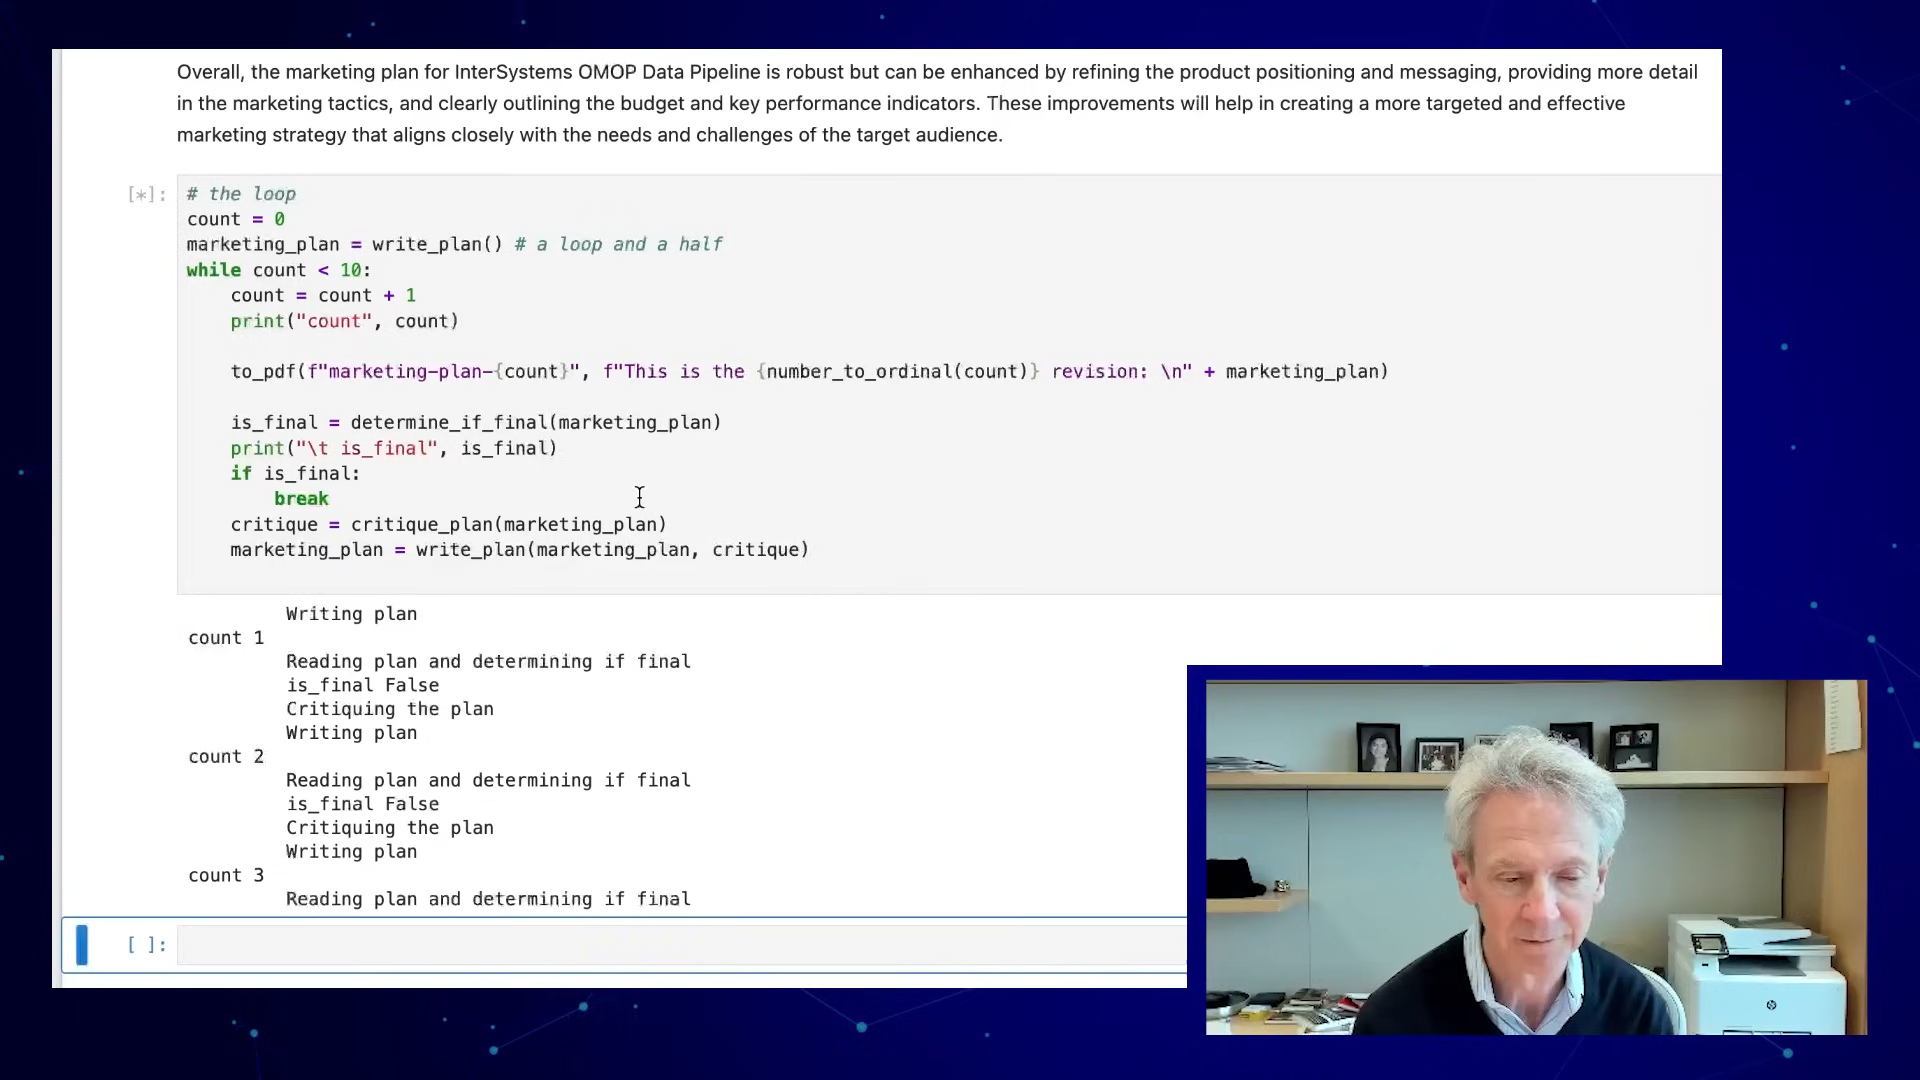 Overall, the marketing plan for InterSystems OMOP Data Pipeline is robust but can be enhanced by refining the product positioning and messaging, providing more detail
in the marketing tactics, and clearly outlining the budget and key performance indicators. These improvements will help in creating a more targeted and effective
marketing strategy that aligns closely with the needs and challenges of the target audience.
[*]:
# the loop
count = 0
marketing_plan = write_plan() # a loop and a half
while count < 10:
    count = count + 1
    print("count", count)
    to_pdf(f"marketing-plan-{count}", f"This is the {number_to_ordinal(count)} revision: \n" + marketing_plan)
    is_final = determine_if_final(marketing_plan)
    print("\t is_final", is_final)
    if is_final:
        break
    critique = critique_plan(marketing_plan)
    marketing_plan = write_plan(marketing_plan, critique)
Writing plan
count 1
Reading plan and determining if final
is_final False
Critiquing the plan
Writing plan
count 2
Reading plan and determining if final
is_final False
Critiquing the plan
Writing plan
count 3
Reading plan and determining if final
[ ]: